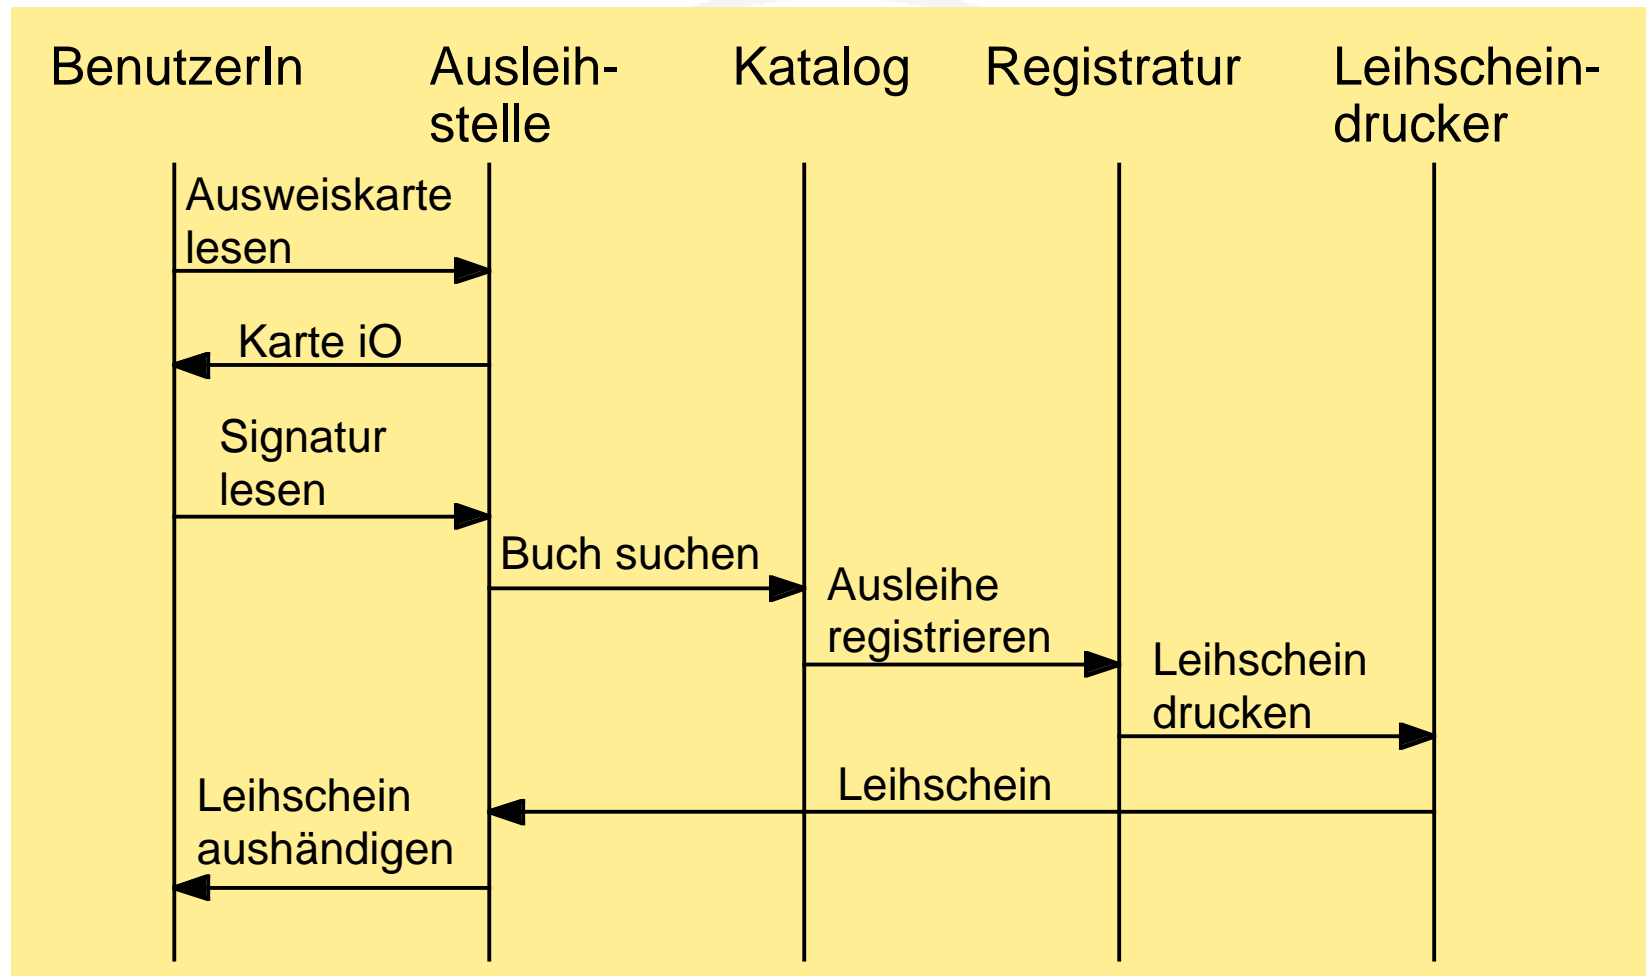 BenutzerIn
Ausleih-
stelle
Katalog
Registratur
Leihschein-
drucker
Ausweiskarte
lesen
Karte iO
Signatur
lesen
Buch suchen
Ausleihe
registrieren
Leihschein
drucken
Leihschein
Leihschein
aushändigen